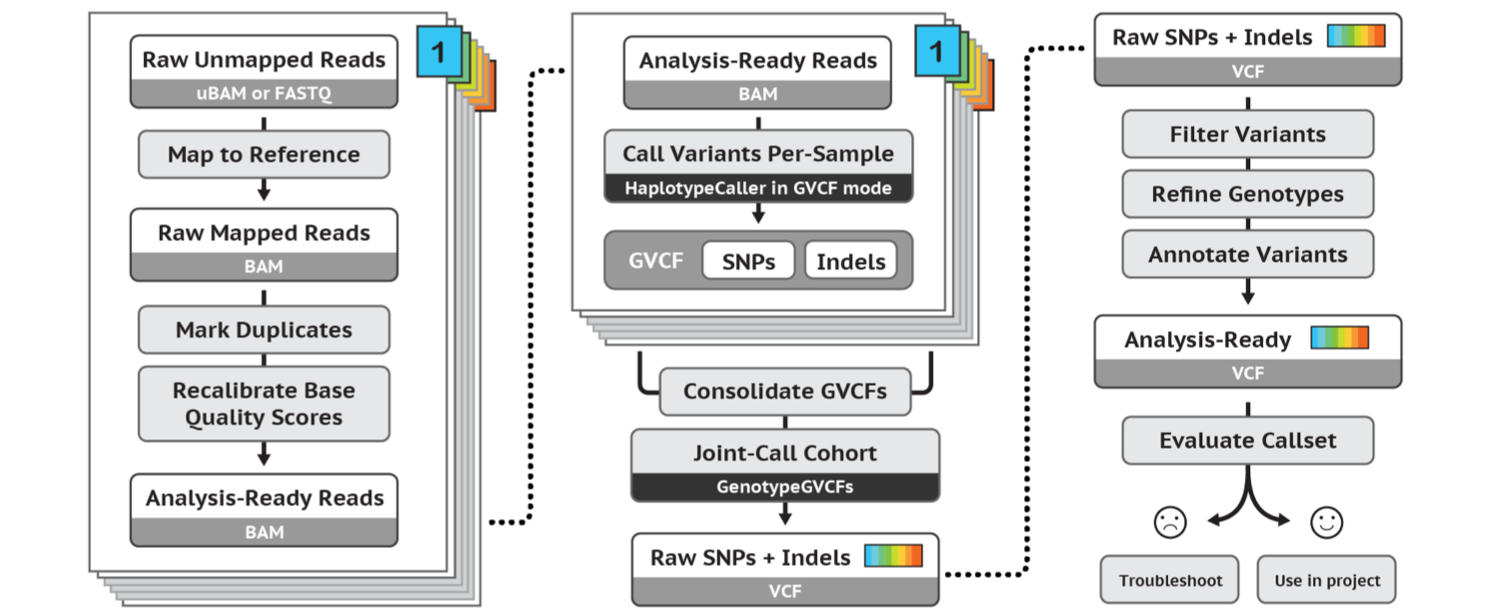 1
Raw Unmapped Reads
uBAM or FASTQ
Map to Reference
Raw Mapped Reads
BAM
Mark Duplicates
Recalibrate Base
Quality Scores
Analysis-Ready Reads
BAM
1
Analysis-Ready Reads
BAM
Call Variants Per-Sample
HaplotypeCaller in GVCF mode
GVCF SNPs Indels
Consolidate GVCFs
Joint-Call Cohort
GenotypeGVCFs
Raw SNPs + Indels
VCF
Raw SNPs + Indels
VCF
Filter Variants
Refine Genotypes
Annotate Variants
Analysis-Ready
VCF
Evaluate Callset
Troubleshoot
Use in project